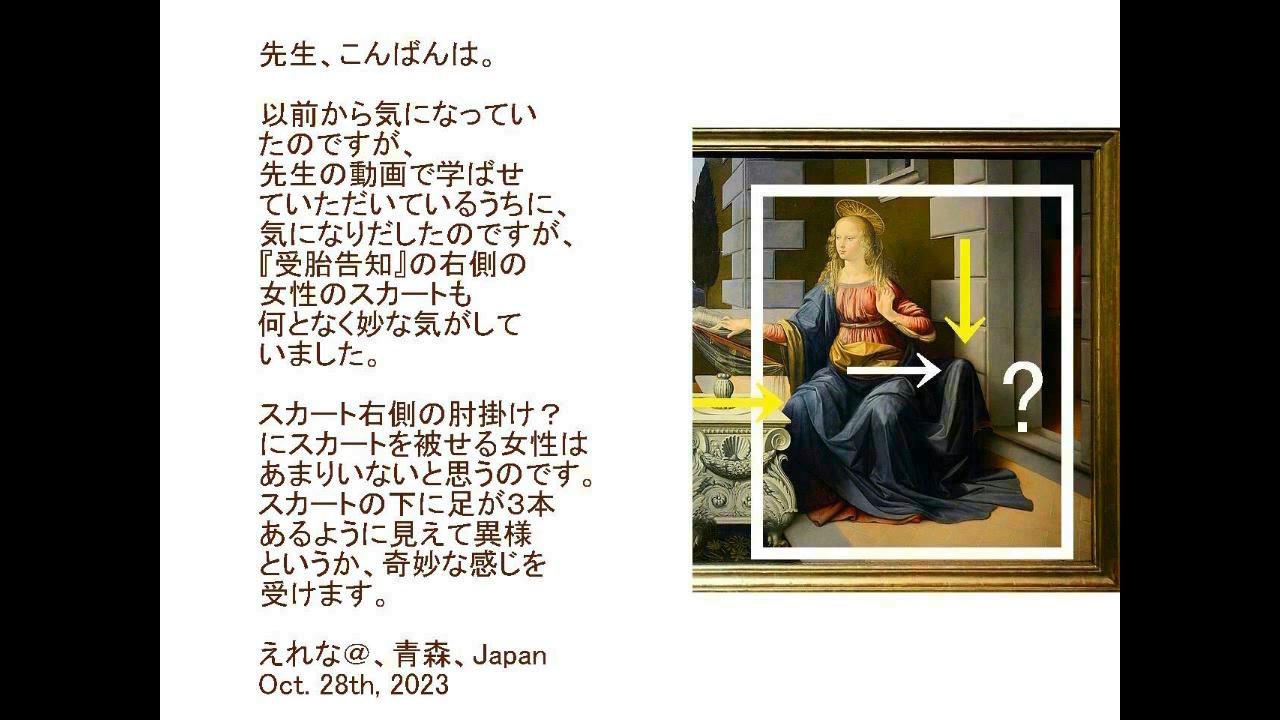 先生、こんばんは。
以前から気になってい
たのですが、
先生の動画で学ばせ
ていただいているうちに、
気になりだしたのですが、
『受胎告知』の右側の
女性のスカートも
何となく妙な気がして
いました。
スカート右側の肘掛け？
にスカートを被せる女性は
あまりいないと思うのです。
スカートの下に足が３本
あるように見えて異様
というか、奇妙な感じを
受けます。
えれな＠、青森、Japan
Oct. 28th, 2023
?